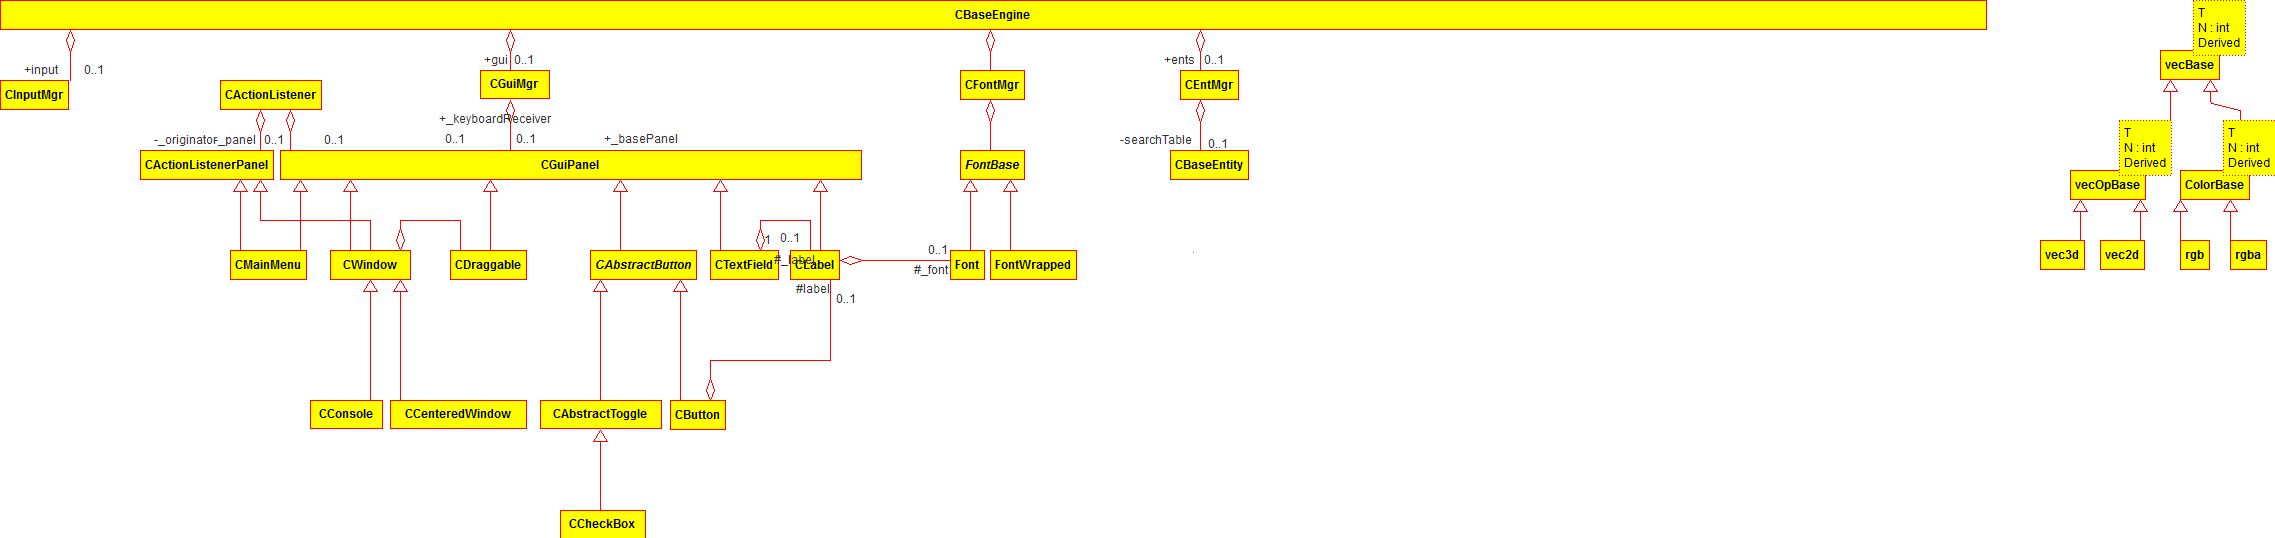 CBaseEngine
T
N : int
Derived
+input
0..1
+gui
0..1
+ents
0..1
vecBase
CInputMgr
CActionListener
CGuiMgr
CFontMgr
CEntMgr
+_keyboardReceiver
-_originator
-_panel
0..1
0..1
0..1
0..1
+_basePanel
-searchTable
0..1
T
N : int
Derived
T
N : int
Derived
CActionListenerPanel
CGuiPanel
FontBase
CBaseEntity
vecOpBase
ColorBase
1
0..1
0..1
CMainMenu
CWindow
CDraggable
CAbstractButton
CTextField
#_label
CLabel
#_font
Font
FontWrapped
vec3d
vec2d
rgb
rgba
#label
0..1
CConsole
CCenteredWindow
CAbstractToggle
CButton
CCheckBox